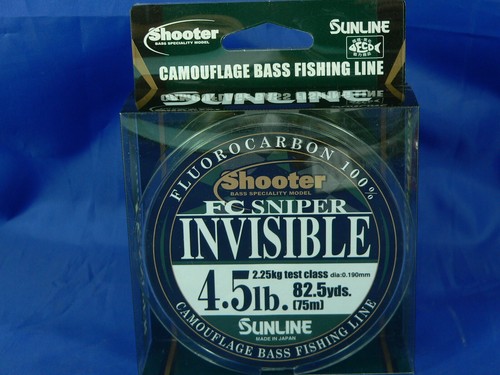 Shooter
BASS SPECIALITY MODEL
SUNLINE
FECO
CAMOUFLAGE BASS FISHING LINE
SUNLINE
FLUOROCARBON 100%
Shooter
BASS SPECIALITY MODEL
FC SNIPER
INVISIBLE
2.25kg test class dia:0.190mm
4.5lb. 82.5yds.
(75m)
SUNLINE
MADE IN JAPAN
CAMOUFLAGE BASS FISHING LINE